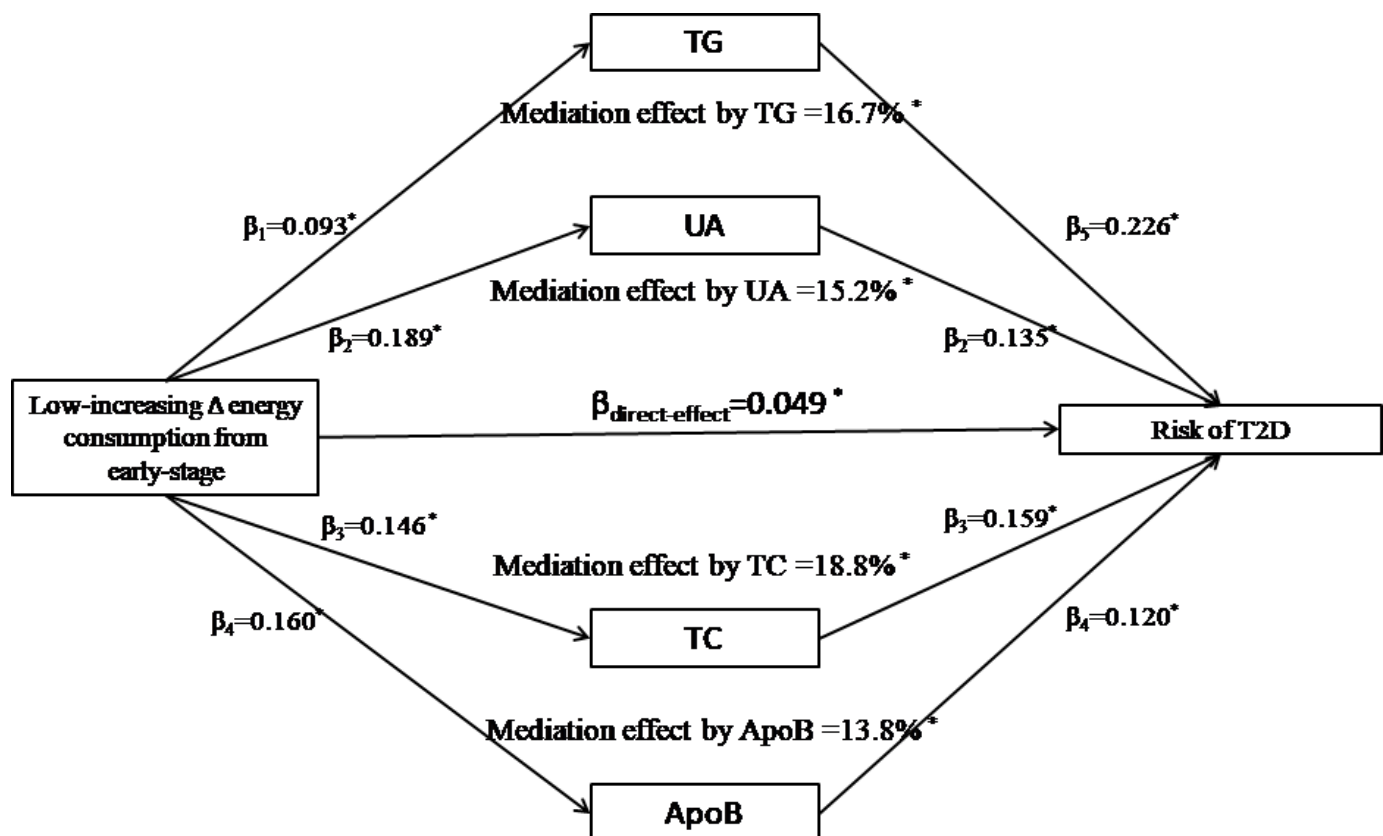 TG
Mediation effect by TG =16.7% *
β₁=0.093*
UA
β₅=0.226*
Mediation effect by UA =15.2% *
β₂=0.189*
β₂=0.135*
Low-increasing Δ energy
consumption from
early-stage
β_direct-effect=0.049 *
Risk of T2D
β₃=0.146*
β₃=0.159*
Mediation effect by TC =18.8% *
β₄=0.160*
TC
β₄=0.120*
Mediation effect by ApoB =13.8% *
ApoB